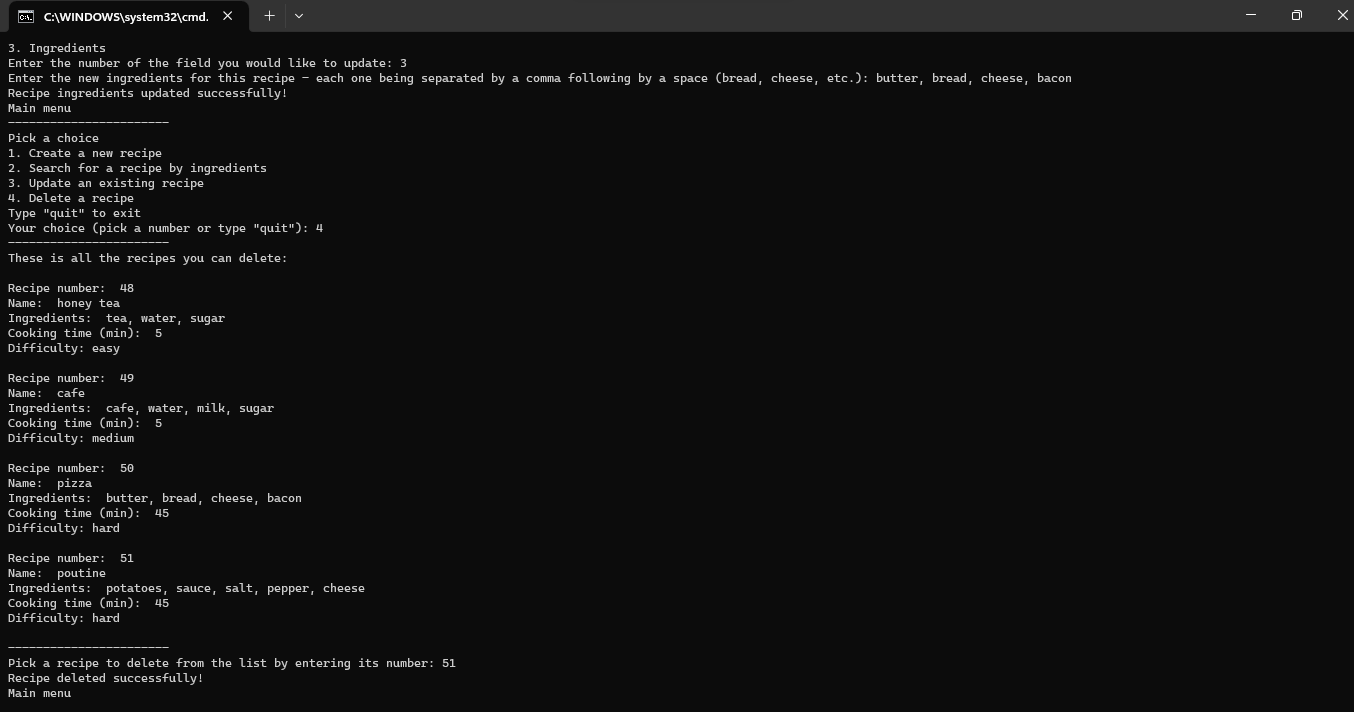 C:\WINDOWS\system32\cmd.
3. Ingredients
Enter the number of the field you would like to update: 3
Enter the new ingredients for this recipe - each one being separated by a comma following by a space (bread, cheese, etc.): butter, bread, cheese, bacon
Recipe ingredients updated successfully!
Main menu
-----------------------
Pick a choice
1. Create a new recipe
2. Search for a recipe by ingredients
3. Update an existing recipe
4. Delete a recipe
Type "quit" to exit
Your choice (pick a number or type "quit"): 4
-----------------------
These is all the recipes you can delete:
Recipe number:  48
Name:  honey tea
Ingredients:  tea, water, sugar
Cooking time (min):  5
Difficulty: easy
Recipe number:  49
Name:  cafe
Ingredients:  cafe, water, milk, sugar
Cooking time (min):  5
Difficulty: medium
Recipe number:  50
Name:  pizza
Ingredients:  butter, bread, cheese, bacon
Cooking time (min):  45
Difficulty: hard
Recipe number:  51
Name:  poutine
Ingredients:  potatoes, sauce, salt, pepper, cheese
Cooking time (min):  45
Difficulty: hard
-----------------------
Pick a recipe to delete from the list by entering its number: 51
Recipe deleted successfully!
Main menu